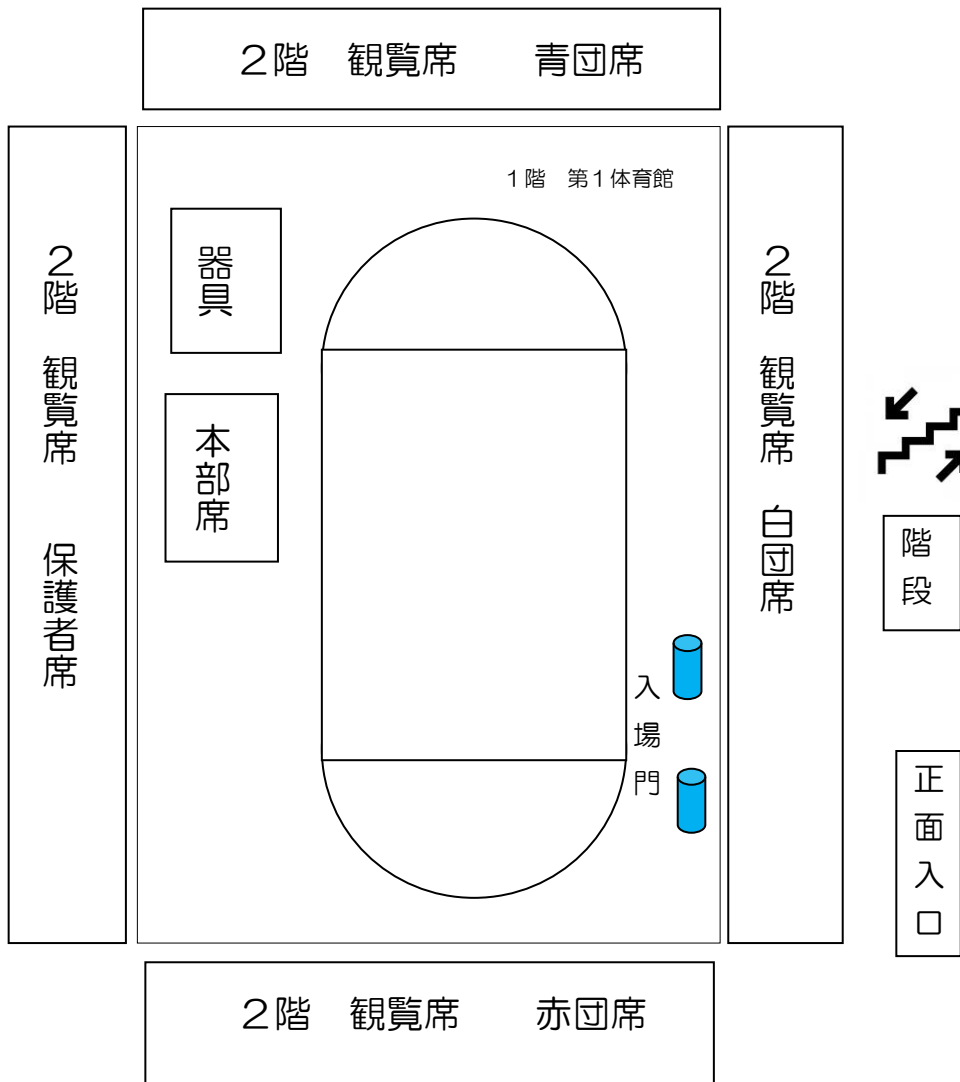 ２階　観覧席　　青団席
１階　第１体育館
２階　観覧席　　保護者席
器具
本部席
２階　観覧席　白団席
階段
入場門
正面入口
２階　観覧席　　赤団席